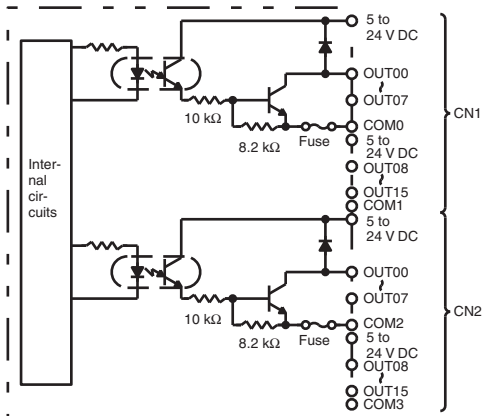 5 to
24 V DC
OUT00
~
OUT07
10 kΩ
COM0
8.2 kΩ
Fuse
5 to
24 V DC
OUT08
~
OUT15
COM1
CN1
Inter-
nal
cir-
cuits
5 to
24 V DC
OUT00
~
OUT07
10 kΩ
COM2
8.2 kΩ
Fuse
5 to
24 V DC
OUT08
~
OUT15
COM3
CN2